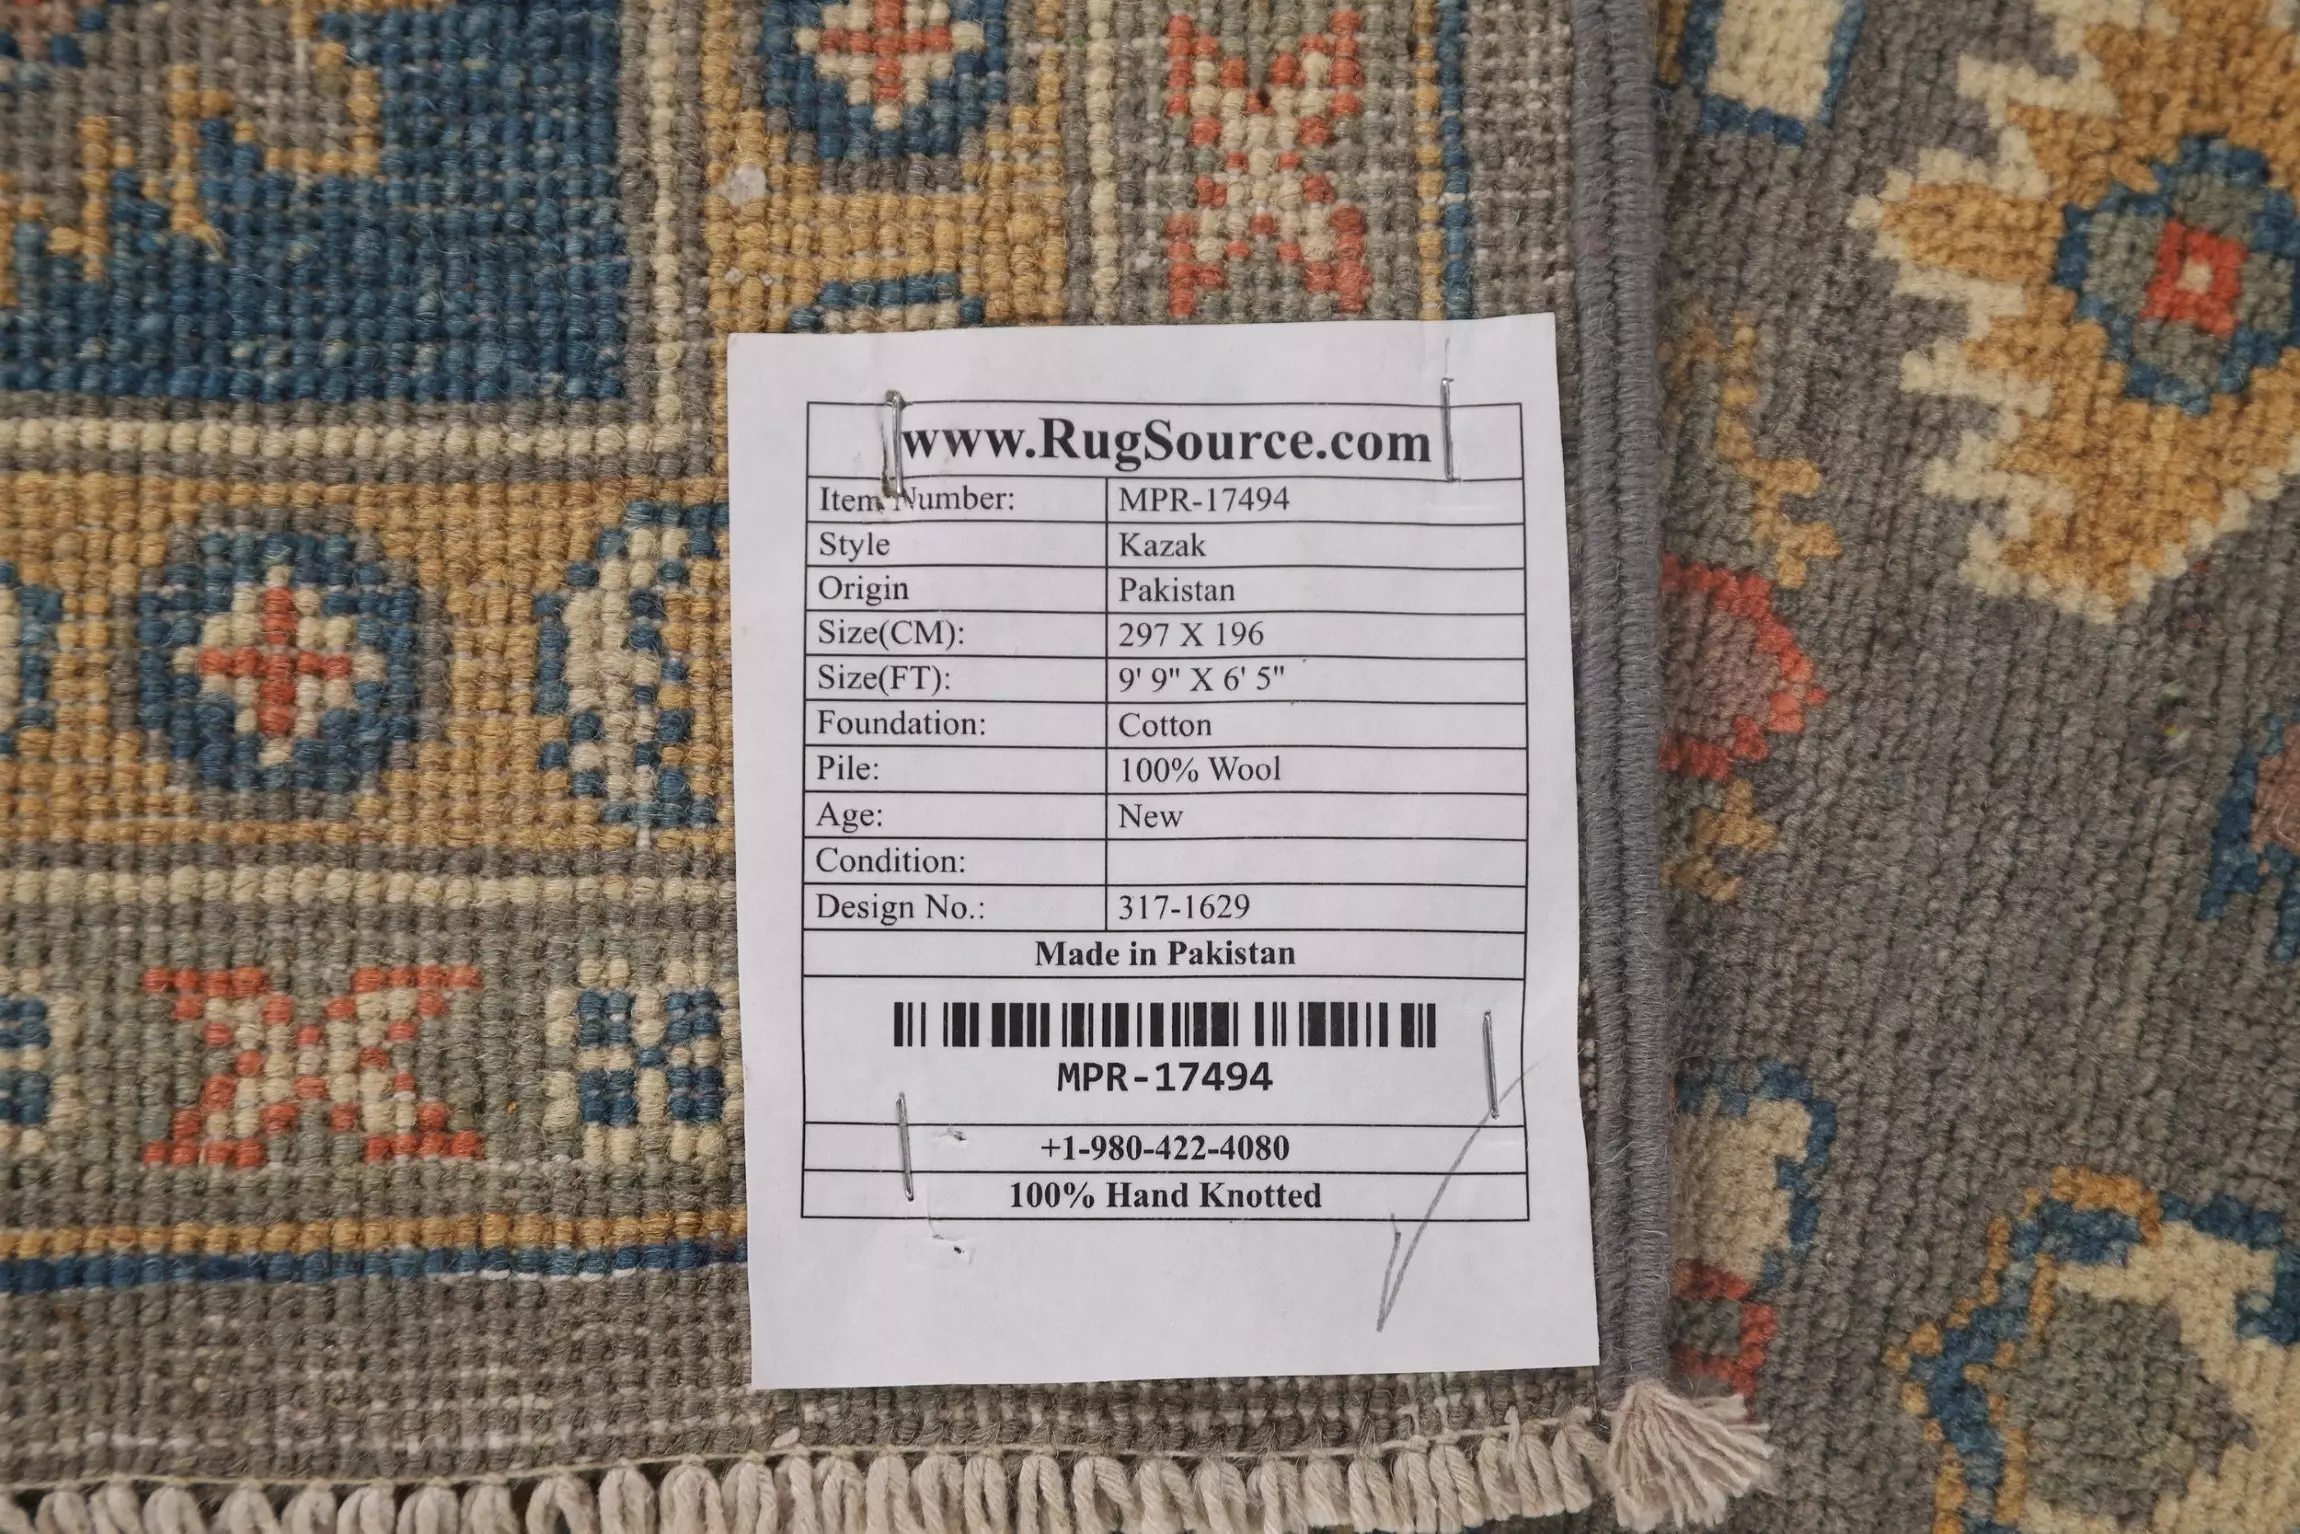 www.RugSource.com
Item Number: MPR-17494
Style Kazak
Origin Pakistan
Size(CM): 297 X 196
Size(FT): 9' 9" X 6' 5"
Foundation: Cotton
Pile: 100% Wool
Age: New
Condition:
Design No.: 317-1629
Made in Pakistan
MPR-17494
+1-980-422-4080
100% Hand Knotted